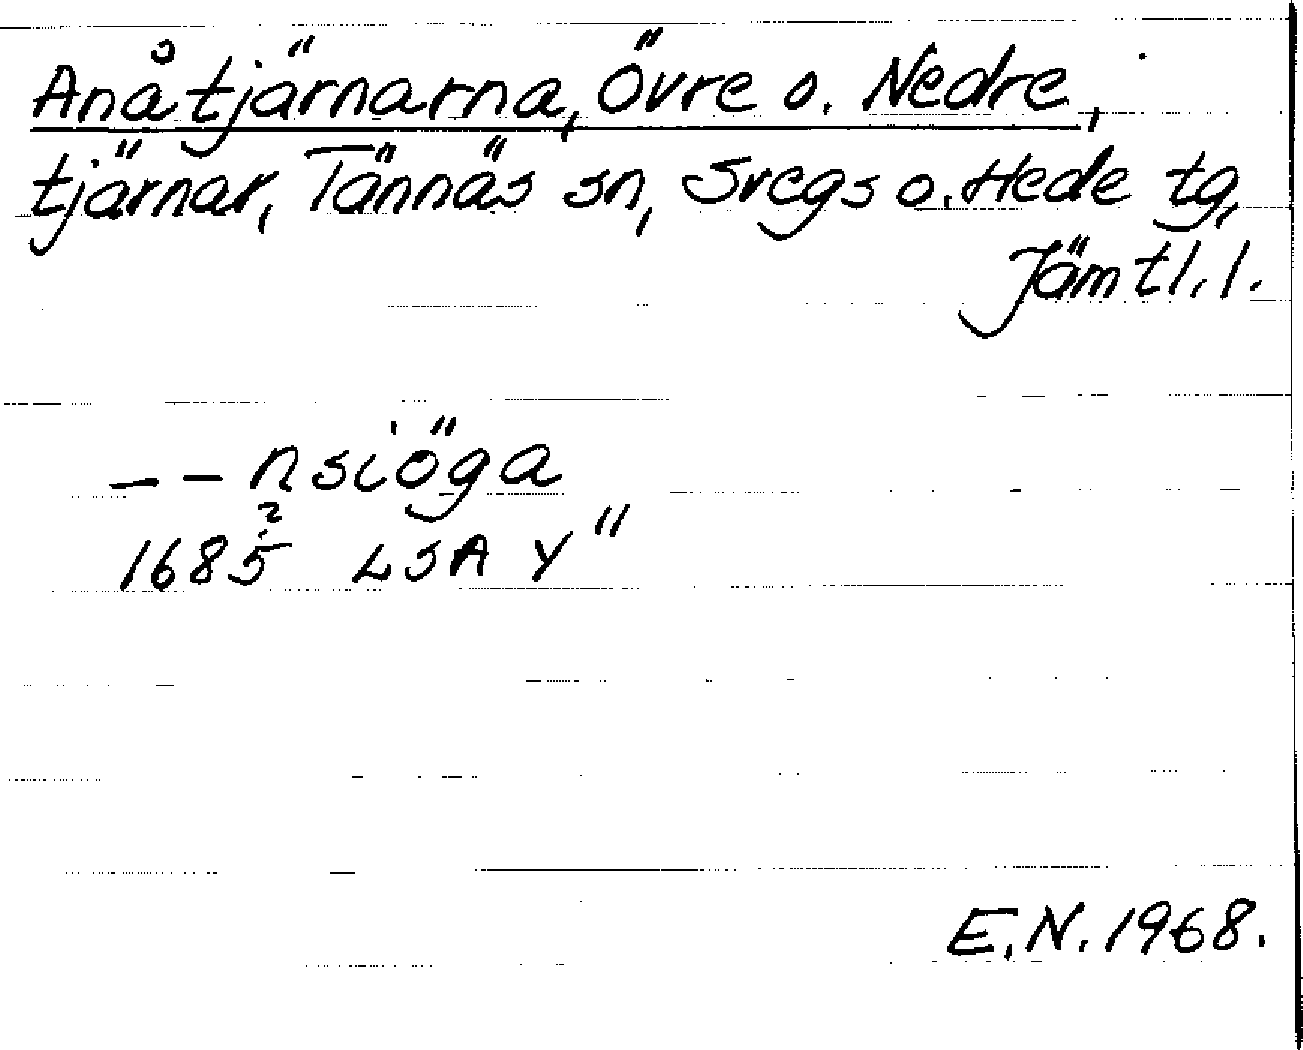 Anåtjärnarna, Övre o. Nedre,
tjärnar, Tännäs sn, Svegs o. Hede tg,
Jämtl. l.
-- nsiöga
1685 LSA Y"
E.N. 1968.